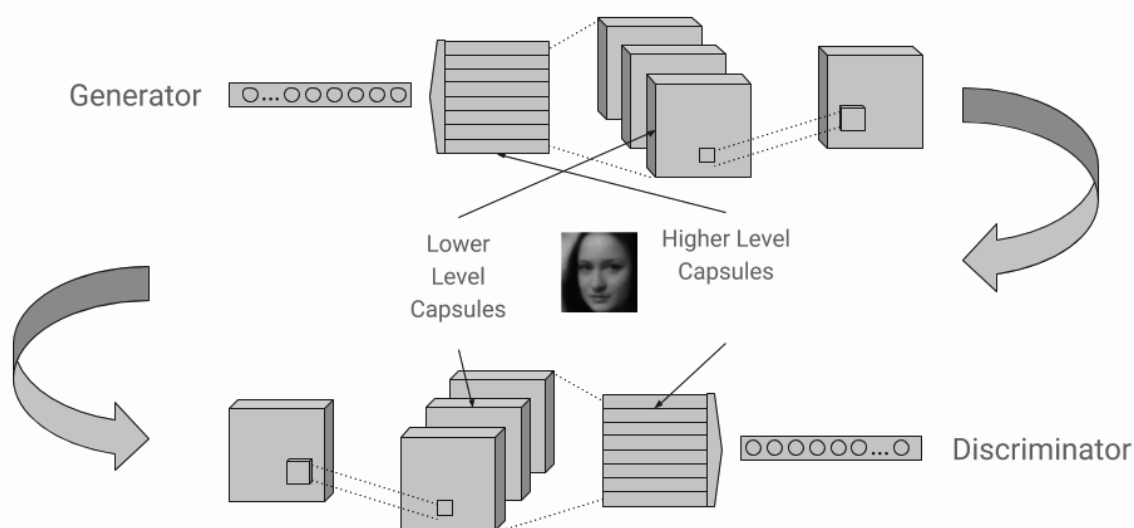 Generator
Lower
Level
Capsules
Higher Level
Capsules
Discriminator